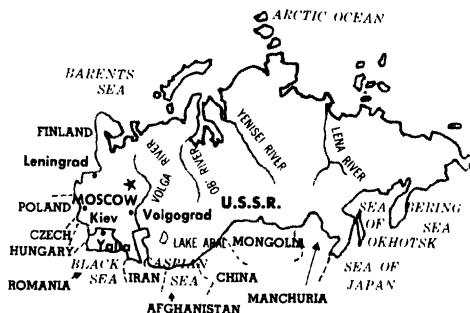 ARCTIC OCEAN
BARENTS
SEA
FINLAND
Leningrad
VOLGA
RIVER
OB. RIVER
YENISEI RIVER
LENA RIVER
U.S.S.R.
MOSCOW
POLAND
Kiev
Volgograd
SEA
OF
OKHOTSK
BERING
SEA
CZECH
HUNGARY
Yalta
LAKE ARAL
MONGOLIA
ROMANIA
BLACK
SEA
IRAN
CASPIAN
SEA
CHINA
AFGHANISTAN
MANCHURIA
SEA OF
JAPAN